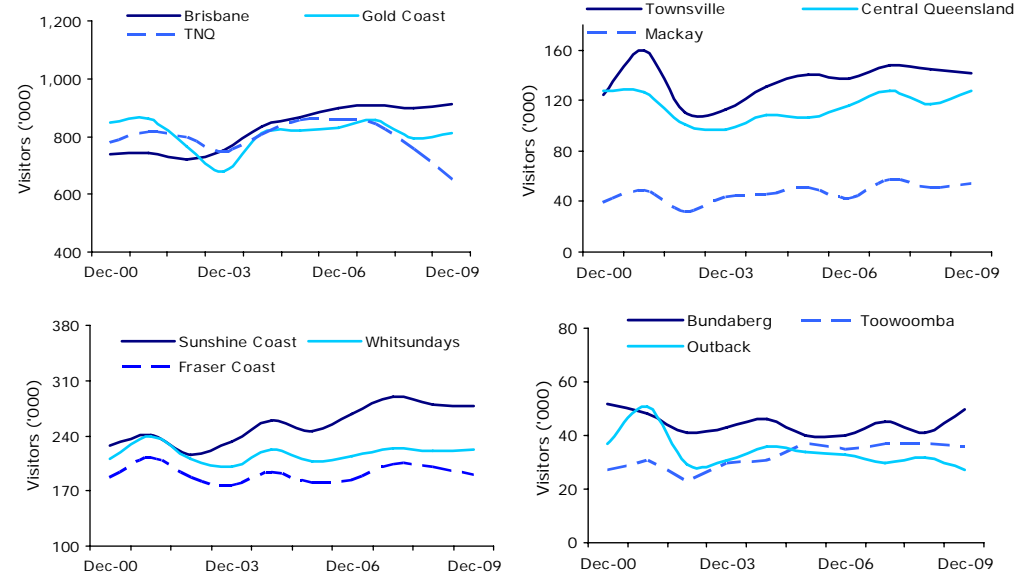 Brisbane Gold Coast
TNQ
Visitors ('000)
1,200
1,000
800
600
400
Dec-00 Dec-03 Dec-06 Dec-09
Townsville Central Queensland
Mackay
Visitors ('000)
160
120
80
40
0
Dec-00 Dec-03 Dec-06 Dec-09
Sunshine Coast Whitsundays
Fraser Coast
Visitors ('000)
380
310
240
170
100
Dec-00 Dec-03 Dec-06 Dec-09
Bundaberg Toowoomba
Outback
Visitors ('000)
80
60
40
20
0
Dec-00 Dec-03 Dec-06 Dec-09